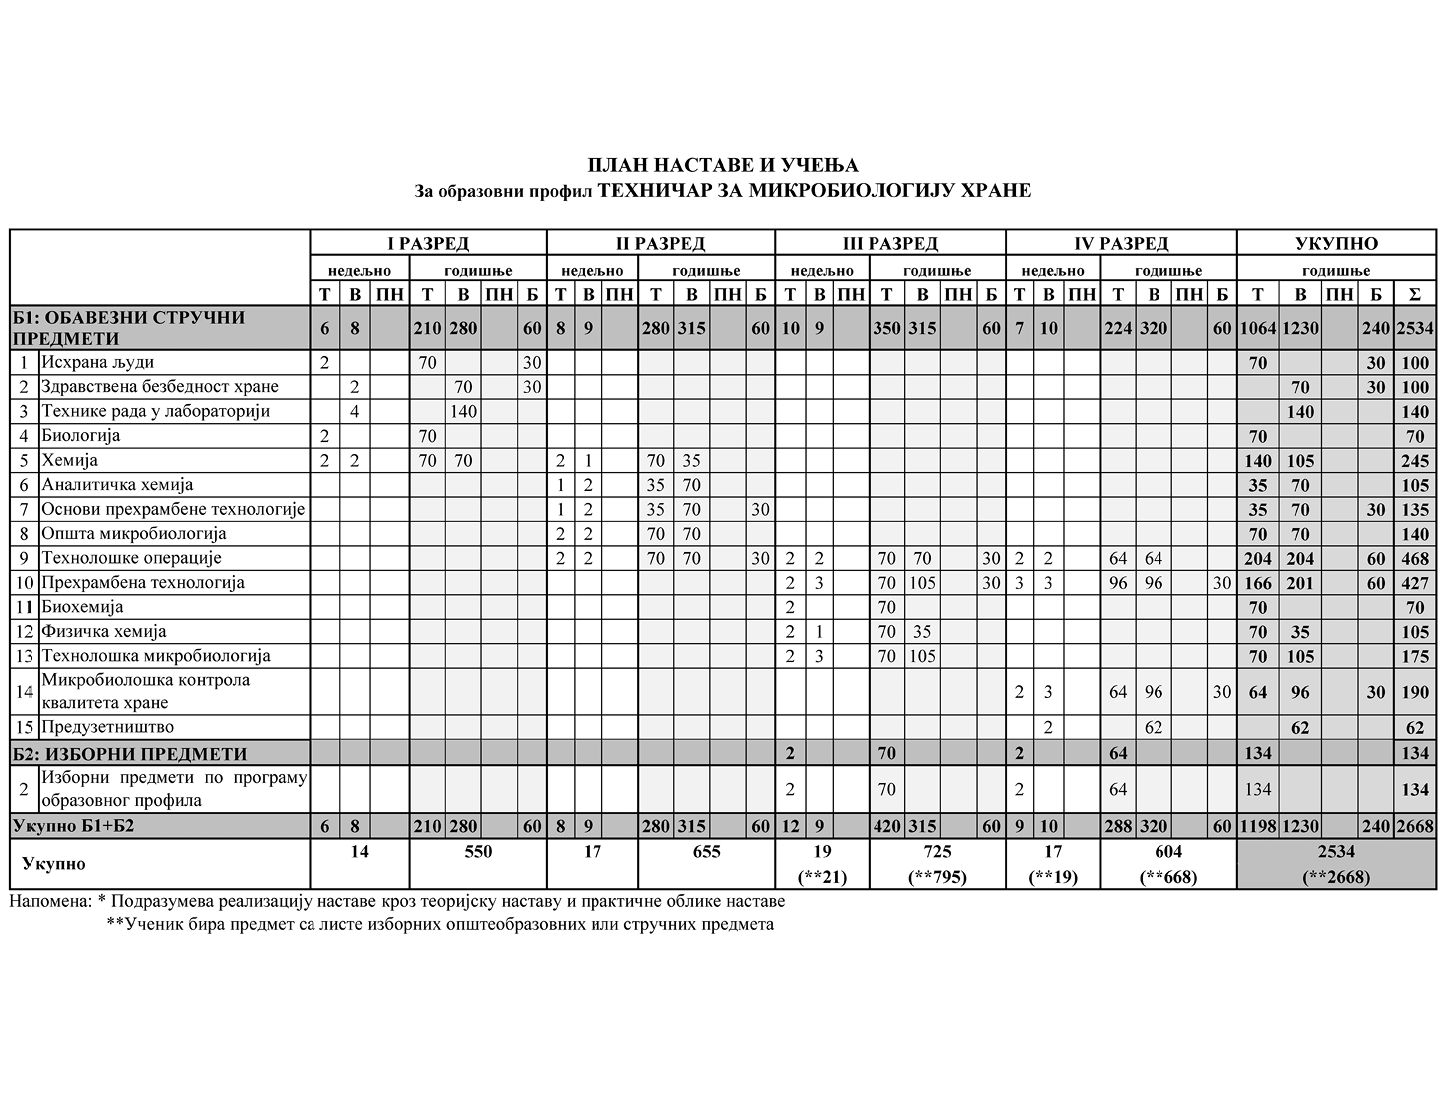 ПЛАН НАСТАВЕ И УЧЕЊА
За образовни профил ТЕХНИЧАР ЗА МИКРОБИОЛОГИЈУ ХРАНЕ
I РАЗРЕД II РАЗРЕД III РАЗРЕД IV РАЗРЕД УКУПНО
недељно годишње недељно годишње недељно годишње недељно годишње годишње
Т В ПН Т В ПН Б Т В ПН Т В ПН Б Т В ПН Т В ПН Б Т В ПН Т В ПН Б Т В ПН Б Σ
Б1: ОБАВЕЗНИ СТРУЧНИ
ПРЕДМЕТИ 6 8 210 280 60 8 9 280 315 60 10 9 350 315 60 7 10 224 320 60 1064 1230 240 2534
1 Исхрана људи 2 70 30 70 30 100
2 Здравствена безбедност хране 2 70 30 70 30 100
3 Технике рада у лабораторији 4 140 140 140
4 Биологија 2 70 70 70
5 Хемија 2 2 70 70 2 1 70 35 140 105 245
6 Аналитичка хемија 1 2 35 70 35 70 105
7 Основи прехрамбене технологије 1 2 35 70 30 35 70 30 135
8 Општа микробиологија 2 2 70 70 70 70 140
9 Технолошке операције 2 2 70 70 30 2 2 70 70 30 2 2 64 64 204 204 60 468
10 Прехрамбена технологија 2 3 70 105 30 3 3 96 96 30 166 201 60 427
11 Биохемија 2 70 70 70
12 Физичка хемија 2 1 70 35 70 35 105
13 Технолошка микробиологија 2 3 70 105 70 105 175
14 Микробиолошка контрола
квалитета хране 2 3 64 96 30 64 96 30 190
15 Предузетништво 2 62 62 62
Б2: ИЗБОРНИ ПРЕДМЕТИ 2 70 2 64 134 134
2 Изборни предмети по програму
образовног профила 2 70 2 64 134 134
Укупно Б1+Б2 6 8 210 280 60 8 9 280 315 60 12 9 420 315 60 9 10 288 320 60 1198 1230 240 2668
Укупно 14 550 17 655 19 725 17 604 2534
(**21) (**795) (**19) (**668) (**2668)
Напомена: * Подразумева реализацију наставе кроз теоријску наставу и практичне облике наставе
**Ученик бира предмет са листе изборних општеобразовних или стручних предмета